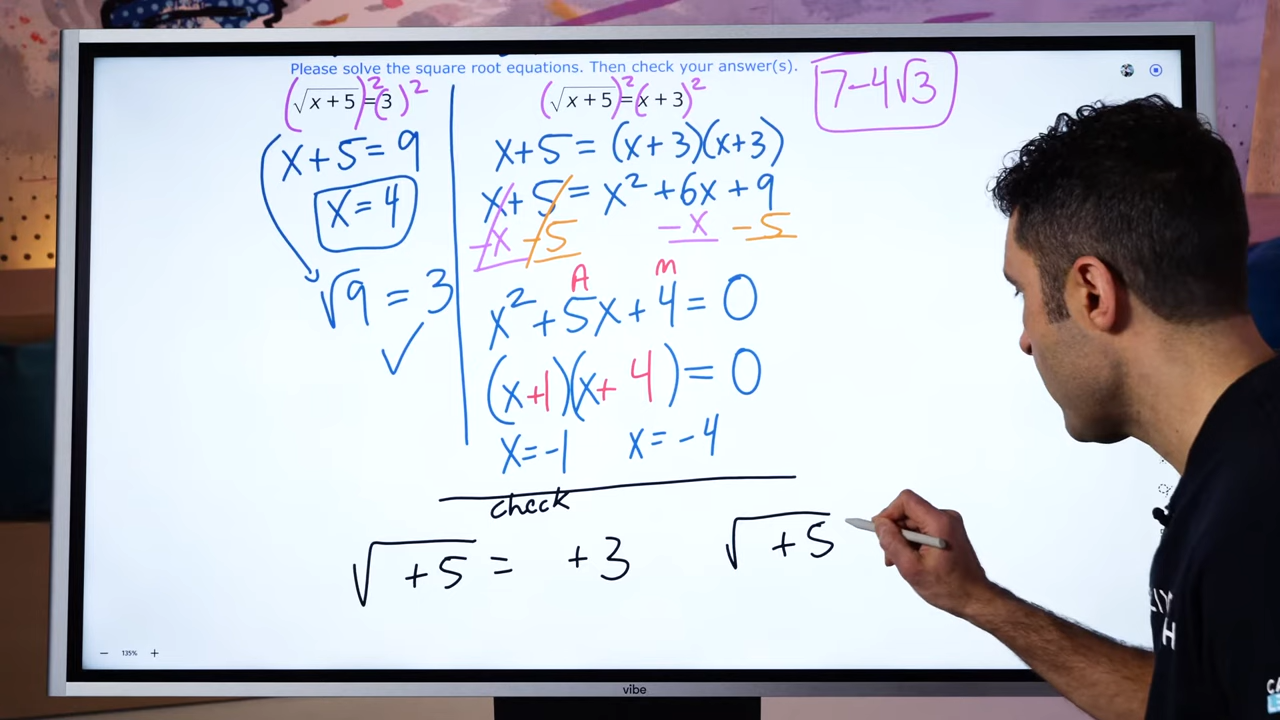 Please solve the square root equations. Then check your answer(s).
(√x + 5)² = (3)²
x+5=9
x=4
√9 = 3
✓
(√x + 5)² = (x + 3)²
x+5 = (x+3)(x+3)
x+5 = x² +6x +9
-x -5 -x -5
A M
x² +5x+4=0
(x+1)(x+4)=0
x=-1 x=-4
check
√ +5 = +3 √ +5
7-4√3
− 135% +
vibe